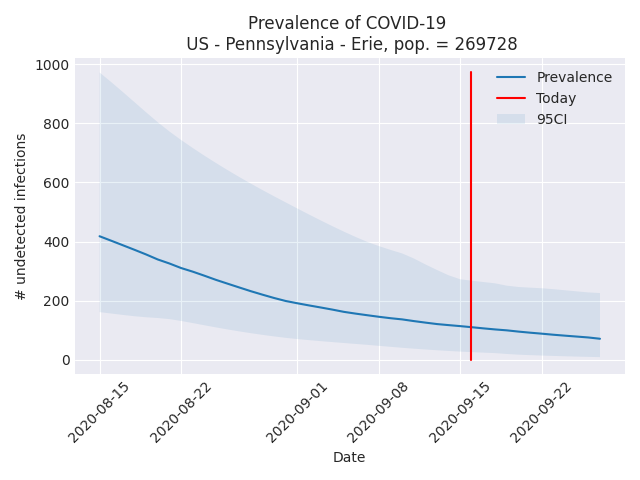 Prevalence of COVID-19
US - Pennsylvania - Erie, pop. = 269728
Prevalence
Today
95CI
# undetected infections
1000
800
600
400
200
0
2020-08-15
2020-08-22
2020-09-01
2020-09-08
2020-09-15
2020-09-22
Date